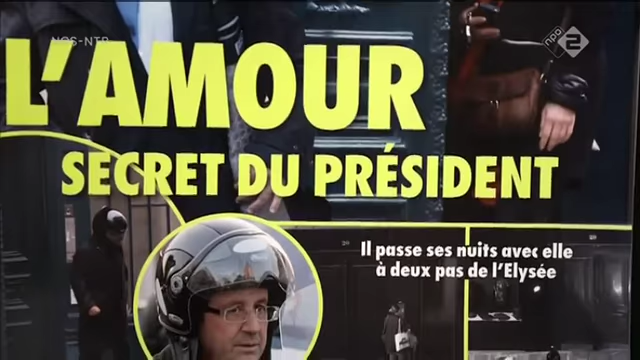 NOS-NTR
npo 2
L'AMOUR
SECRET DU PRÉSIDENT
Il passe ses nuits avec elle
à deux pas de l'Elysée